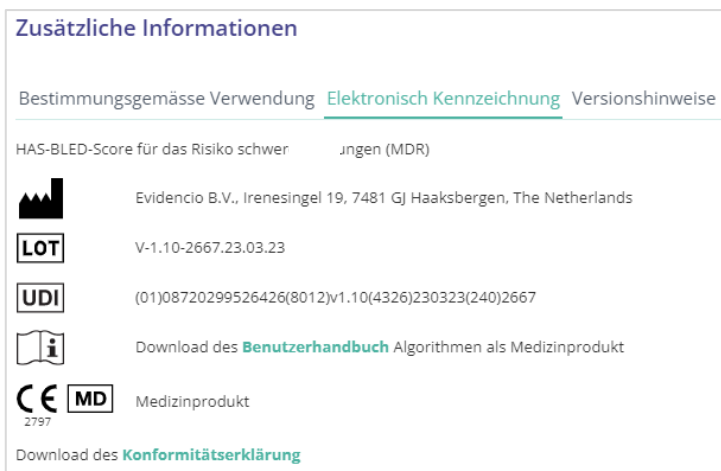 Zusätzliche Informationen
Bestimmungsgemässe Verwendung Elektronisch Kennzeichnung Versionshinweise
HAS-BLED-Score für das Risiko (MDR)
Evidencio B.V., Irenesingel 19, 7481 GJ Haaksbergen, The Netherlands
LOT V-1.10-2667.23.03.23
UDI (01)08720299526426(8012)v1.10(4326)230323(240)2667
i Download des Benutzerhandbuch Algorithmen als Medizinprodukt
CE MD Medizinprodukt
2797
Download des Konformitätserklärung